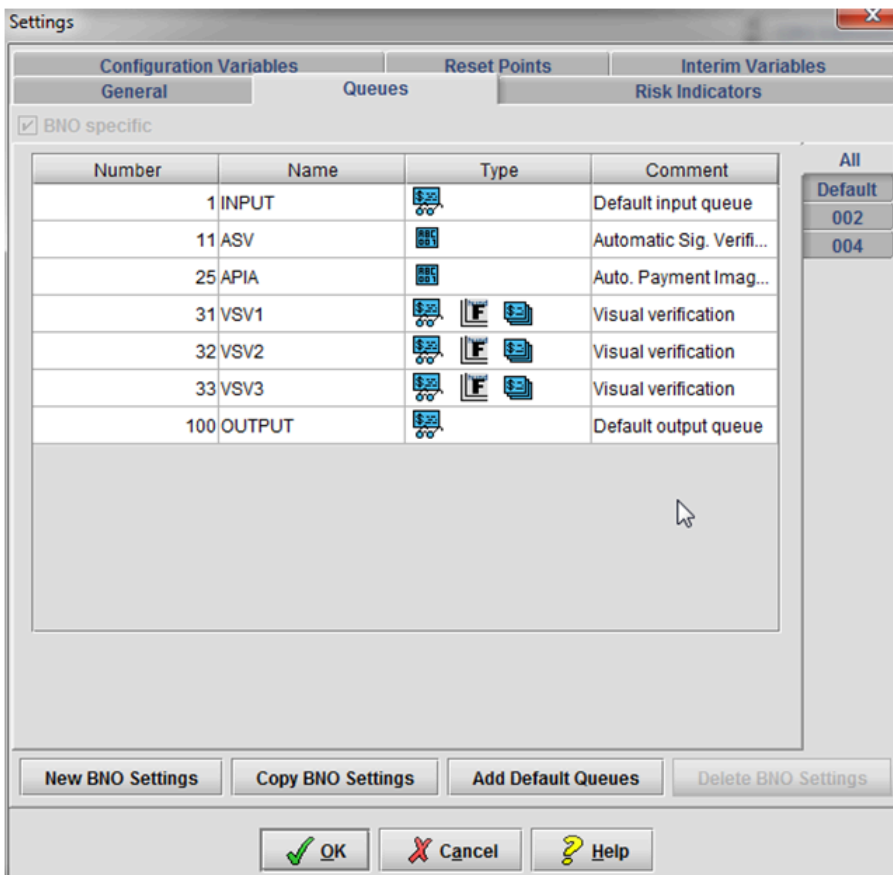 Settings
Configuration Variables Reset Points Interim Variables
General Queues Risk Indicators
BNO specific
Number Name Type Comment
1 INPUT Default input queue
11 ASV Automatic Sig. Verifi...
25 APIA Auto. Payment Imag...
31 VSV1 Visual verification
32 VSV2 Visual verification
33 VSV3 Visual verification
100 OUTPUT Default output queue
All
Default
002
004
New BNO Settings Copy BNO Settings Add Default Queues Delete BNO Settings
OK Cancel Help